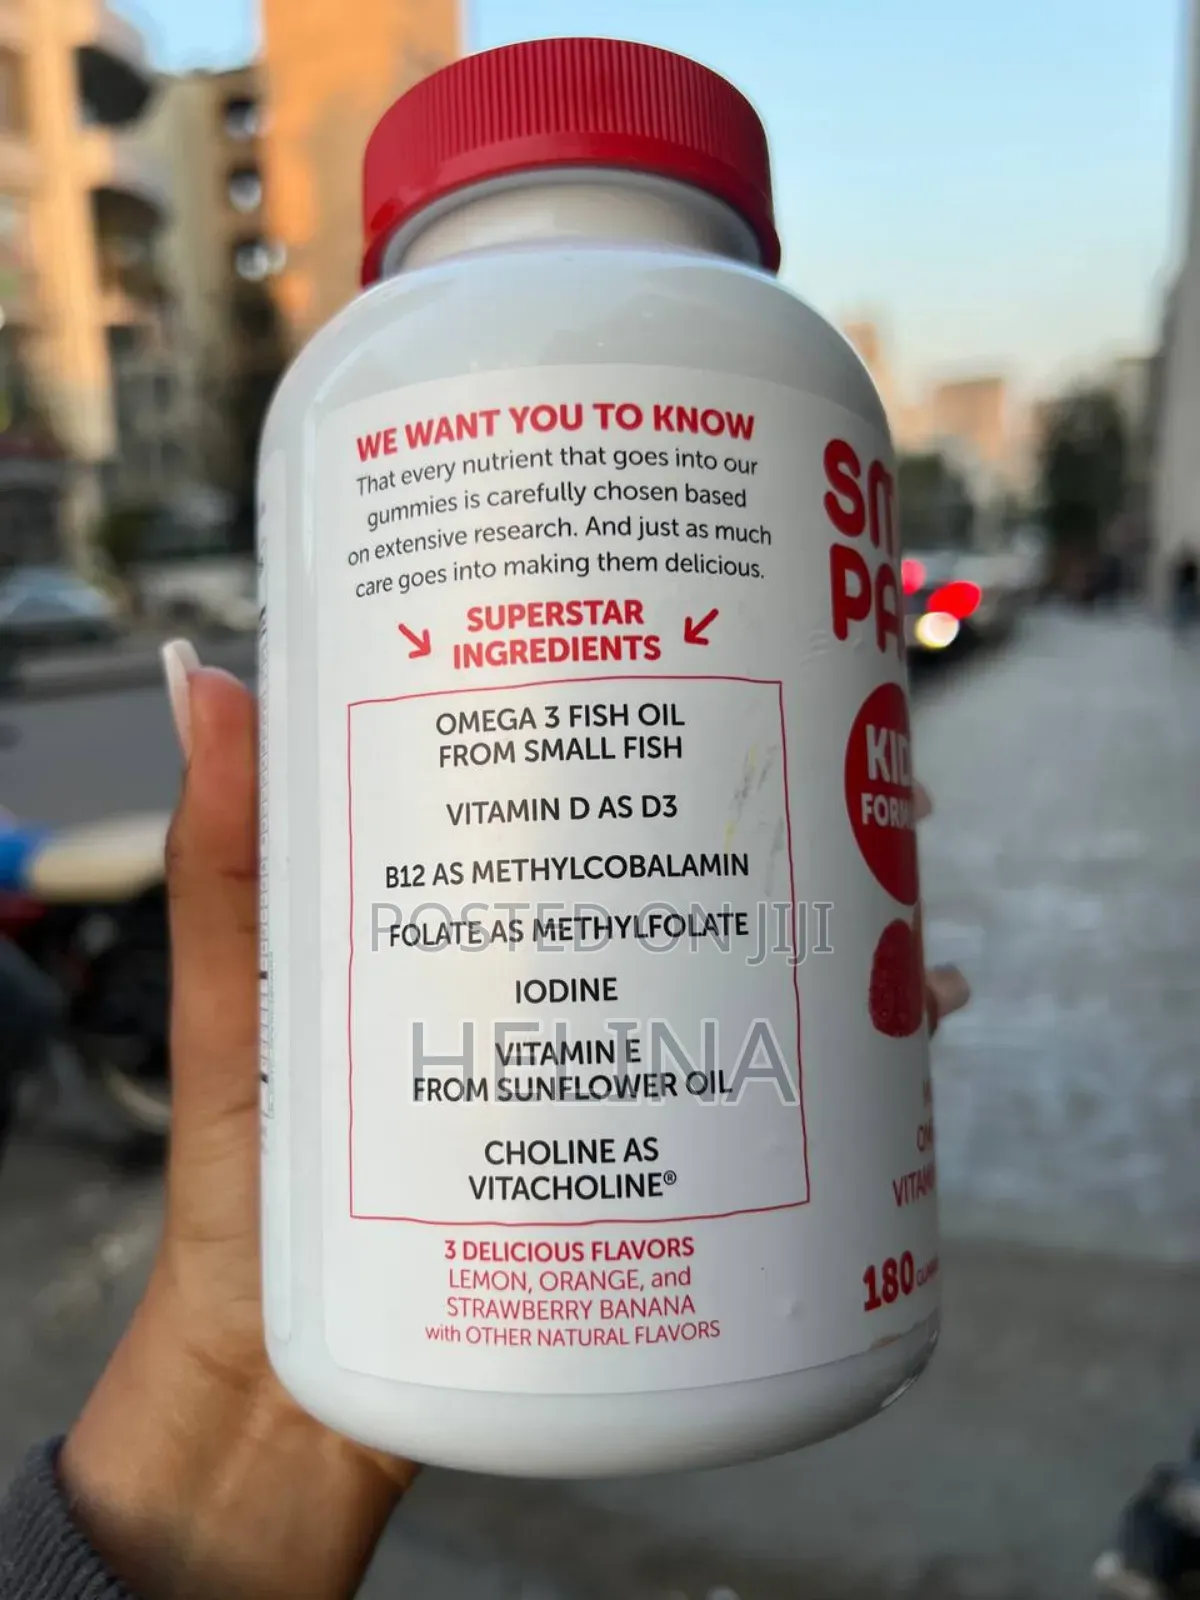 WE WANT YOU TO KNOW
That every nutrient that goes into our
gummies is carefully chosen based
on extensive research. And just as much
care goes into making them delicious.
SUPERSTAR
INGREDIENTS
OMEGA 3 FISH OIL
FROM SMALL FISH
VITAMIN D AS D3
B12 AS METHYLCOBALAMIN
FOLATE AS METHYLFOLATE
IODINE
VITAMIN E
FROM SUNFLOWER OIL
CHOLINE AS
VITACHOLINE®
3 DELICIOUS FLAVORS
LEMON, ORANGE, and
STRAWBERRY BANANA
with OTHER NATURAL FLAVORS
180
POSTED ON JIJI
HELINA